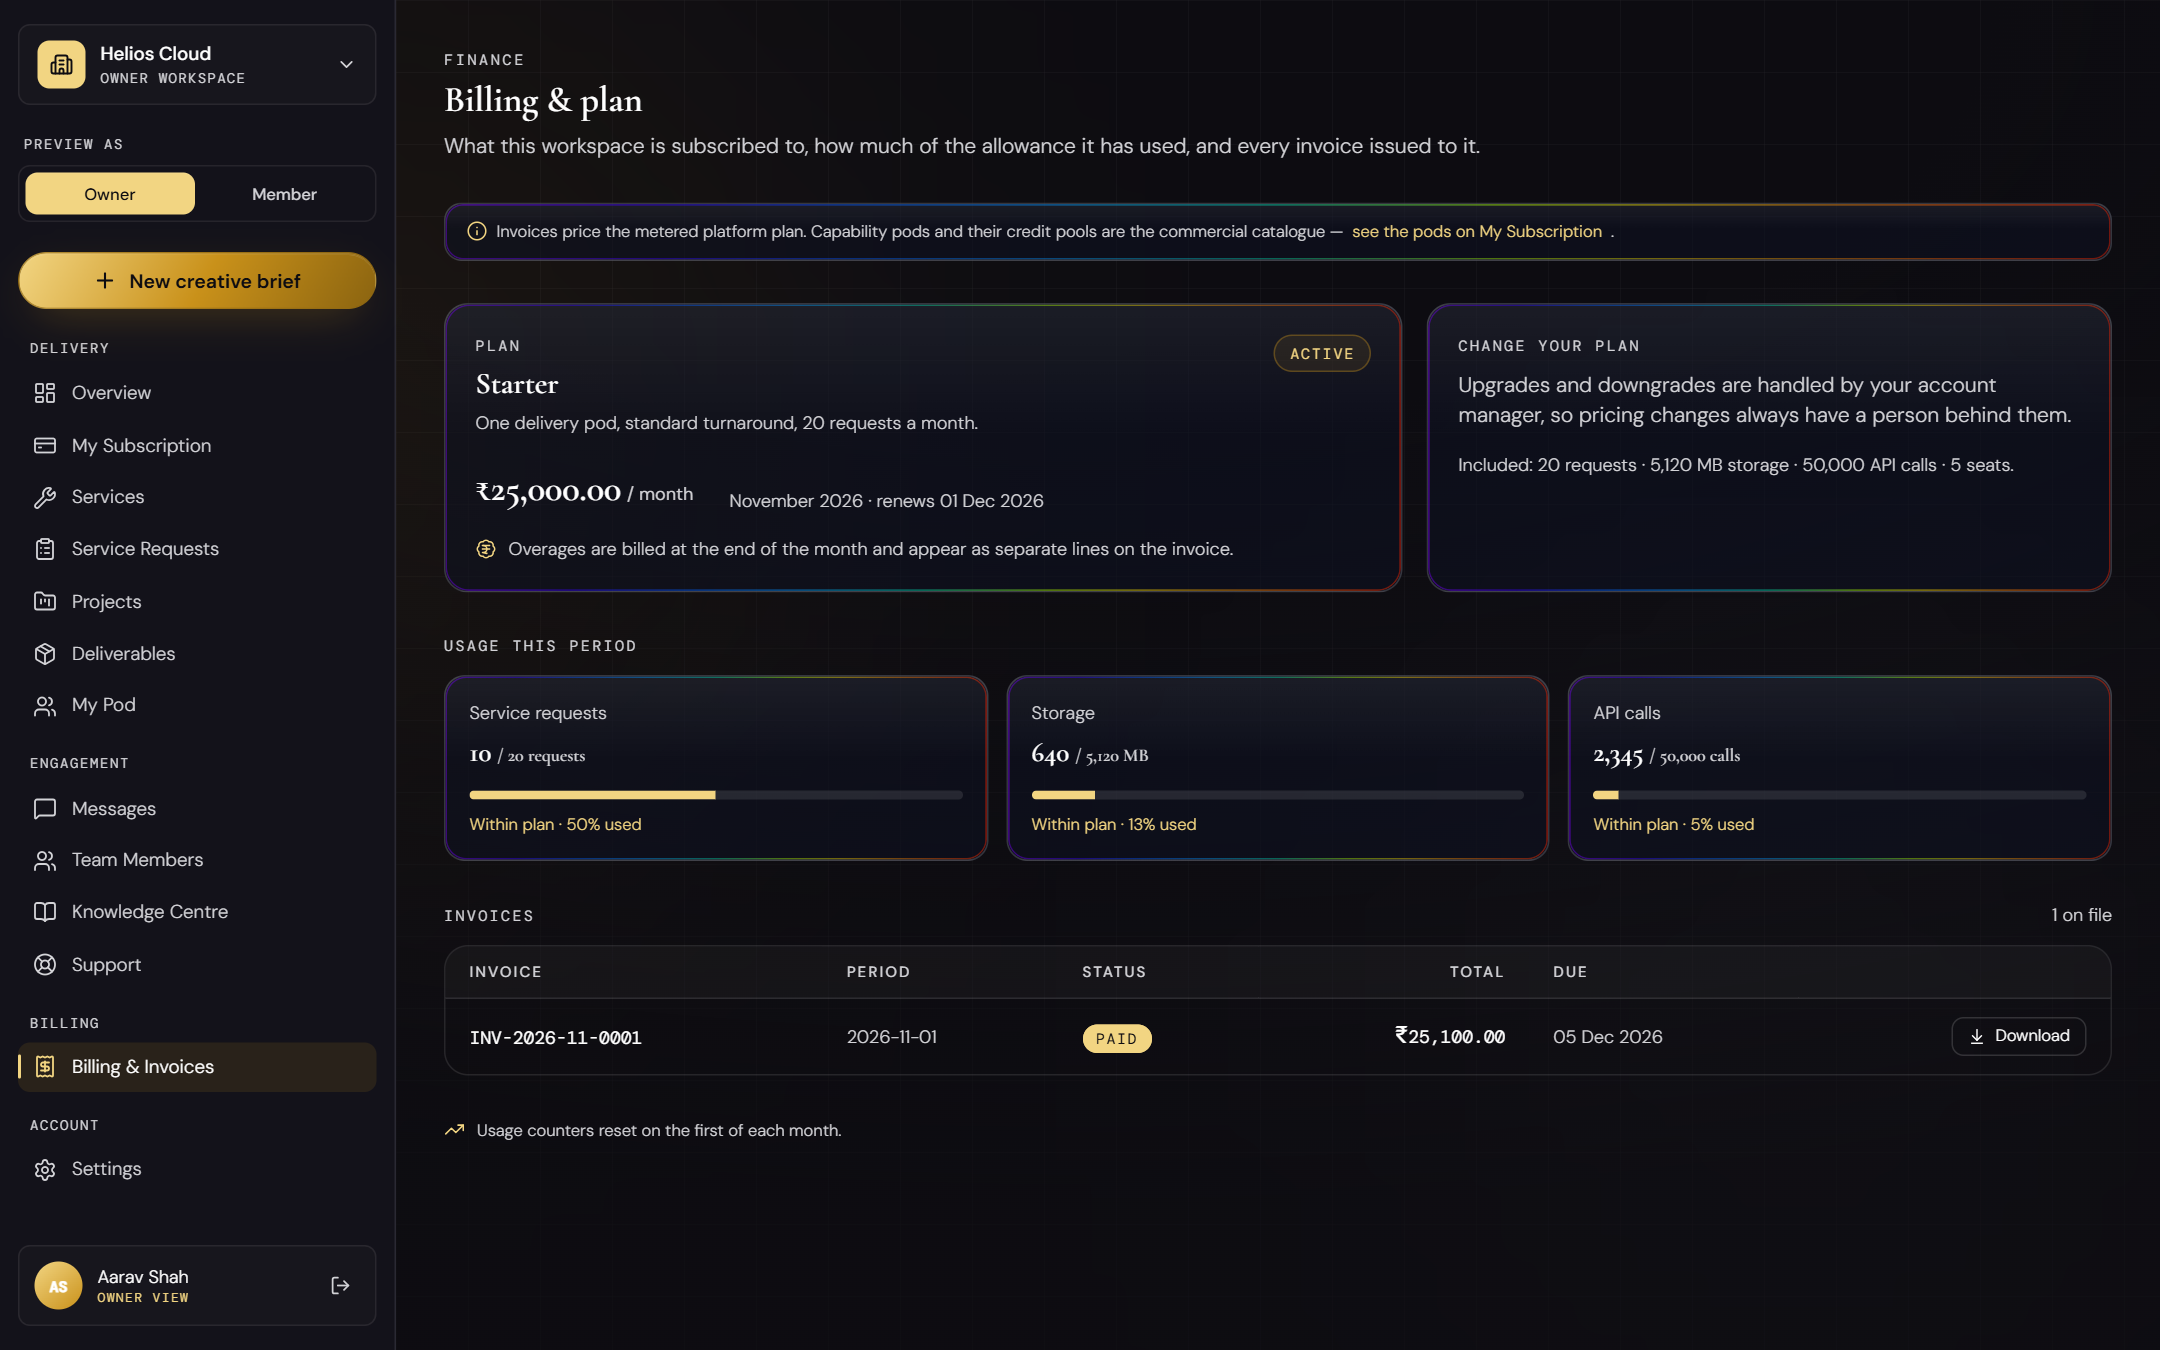 Helios Cloud
OWNER WORKSPACE
PREVIEW AS
Owner
Member
New creative brief
DELIVERY
Overview
My Subscription
Services
Service Requests
Projects
Deliverables
My Pod
ENGAGEMENT
Messages
Team Members
Knowledge Centre
Support
BILLING
Billing & Invoices
ACCOUNT
Settings
AS
Aarav Shah
OWNER VIEW
FINANCE
Billing & plan
What this workspace is subscribed to, how much of the allowance it has used, and every invoice issued to it.
Invoices price the metered platform plan. Capability pods and their credit pools are the commercial catalogue — see the pods on My Subscription .
PLAN
ACTIVE
Starter
One delivery pod, standard turnaround, 20 requests a month.
₹25,000.00 / month
November 2026 · renews 01 Dec 2026
Overages are billed at the end of the month and appear as separate lines on the invoice.
CHANGE YOUR PLAN
Upgrades and downgrades are handled by your account
manager, so pricing changes always have a person behind them.
Included: 20 requests · 5,120 MB storage · 50,000 API calls · 5 seats.
USAGE THIS PERIOD
Service requests
10 / 20 requests
Within plan · 50% used
Storage
640 / 5,120 MB
Within plan · 13% used
API calls
2,345 / 50,000 calls
Within plan · 5% used
INVOICES
1 on file
INVOICE PERIOD STATUS TOTAL DUE
INV-2026-11-0001 2026-11-01 PAID ₹25,100.00 05 Dec 2026 Download
Usage counters reset on the first of each month.